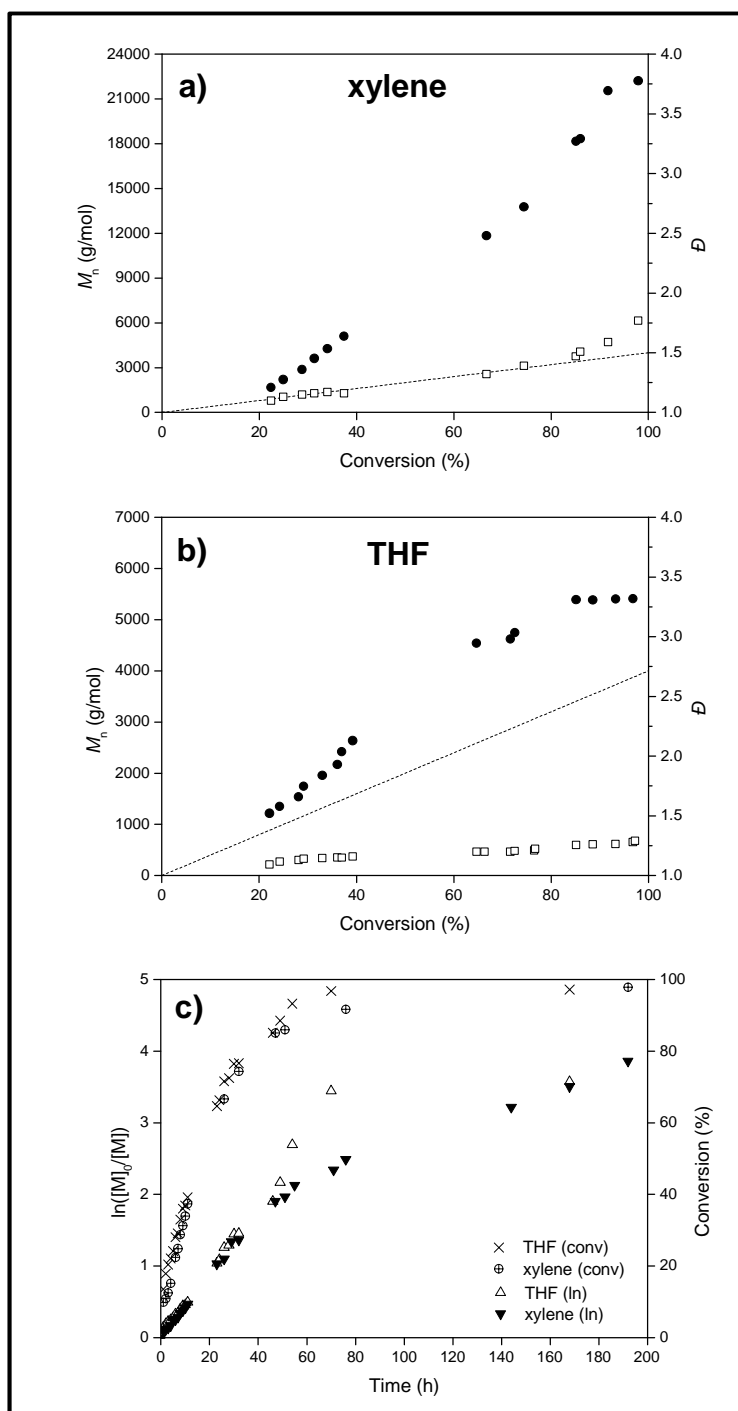 a)
xylene
24000
21000
18000
15000
12000
9000
6000
3000
0
Mn (g/mol)
4.0
3.5
3.0
2.5
2.0
1.5
1.0
Đ
0 20 40 60 80 100
Conversion (%)
b)
THF
7000
6000
5000
4000
3000
2000
1000
0
Mn (g/mol)
4.0
3.5
3.0
2.5
2.0
1.5
1.0
Đ
0 20 40 60 80 100
Conversion (%)
c)
5
4
3
2
1
0
ln([M]0/[M])
100
80
60
40
20
0
Conversion (%)
THF (conv)
xylene (conv)
THF (ln)
xylene (ln)
0 20 40 60 80 100 120 140 160 180 200
Time (h)